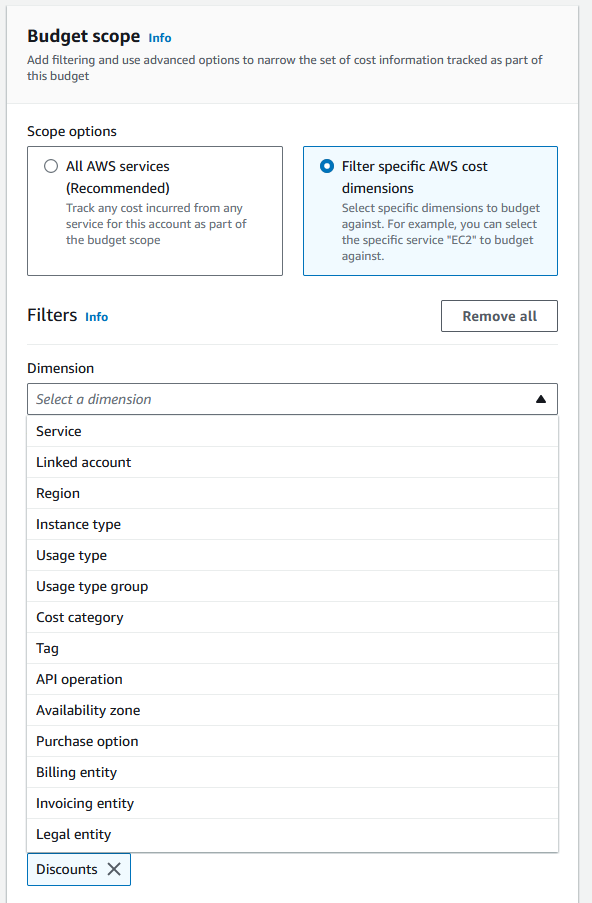 Budget scope Info
Add filtering and use advanced options to narrow the set of cost information tracked as part of
this budget
Scope options
All AWS services
(Recommended)
Track any cost incurred from any
service for this account as part of
the budget scope
Filter specific AWS cost
dimensions
Select specific dimensions to budget
against. For example, you can select
the specific service "EC2" to budget
against.
Filters Info
Remove all
Dimension
Select a dimension
Service
Linked account
Region
Instance type
Usage type
Usage type group
Cost category
Tag
API operation
Availability zone
Purchase option
Billing entity
Invoicing entity
Legal entity
Discounts